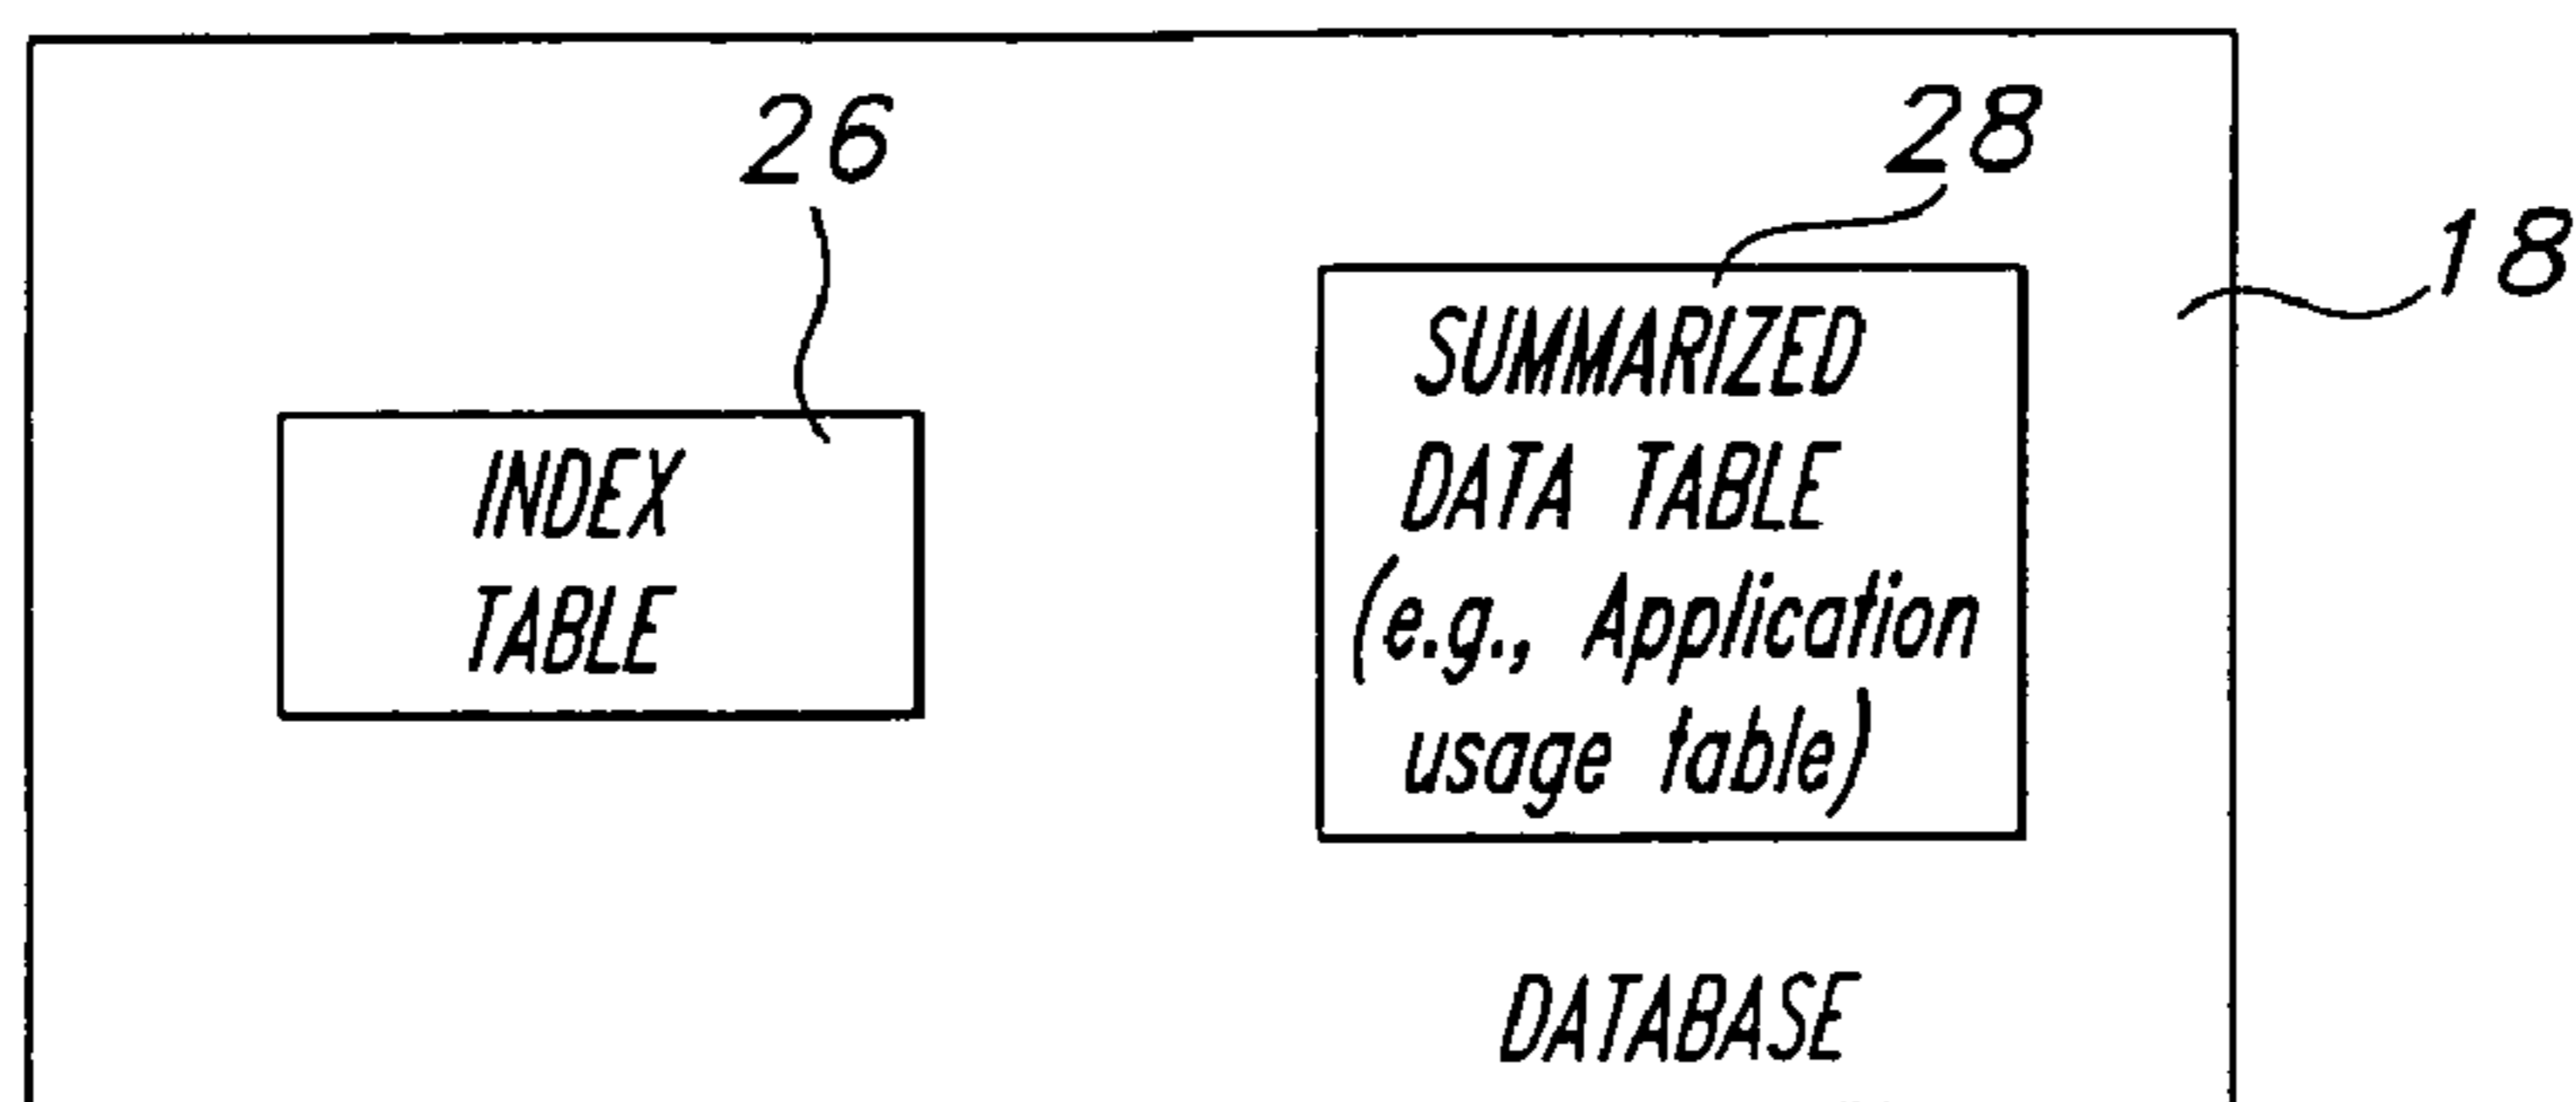 26
28
18
INDEX
TABLE
SUMMARIZED
DATA TABLE
(e.g., Application
usage table)
DATABASE